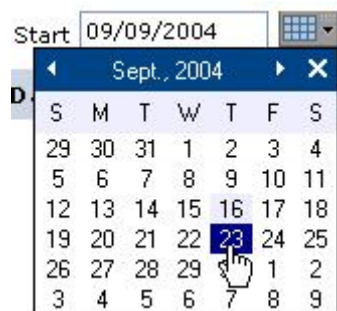 Start 09/09/2004
Sept., 2004
D.
S M T W T F S
29 30 31 1 2 3 4
5 6 7 8 9 10 11
12 13 14 15 16 17 18
19 20 21 22 23 24 25
26 27 28 29 1 2
3 4 5 6 7 8 9